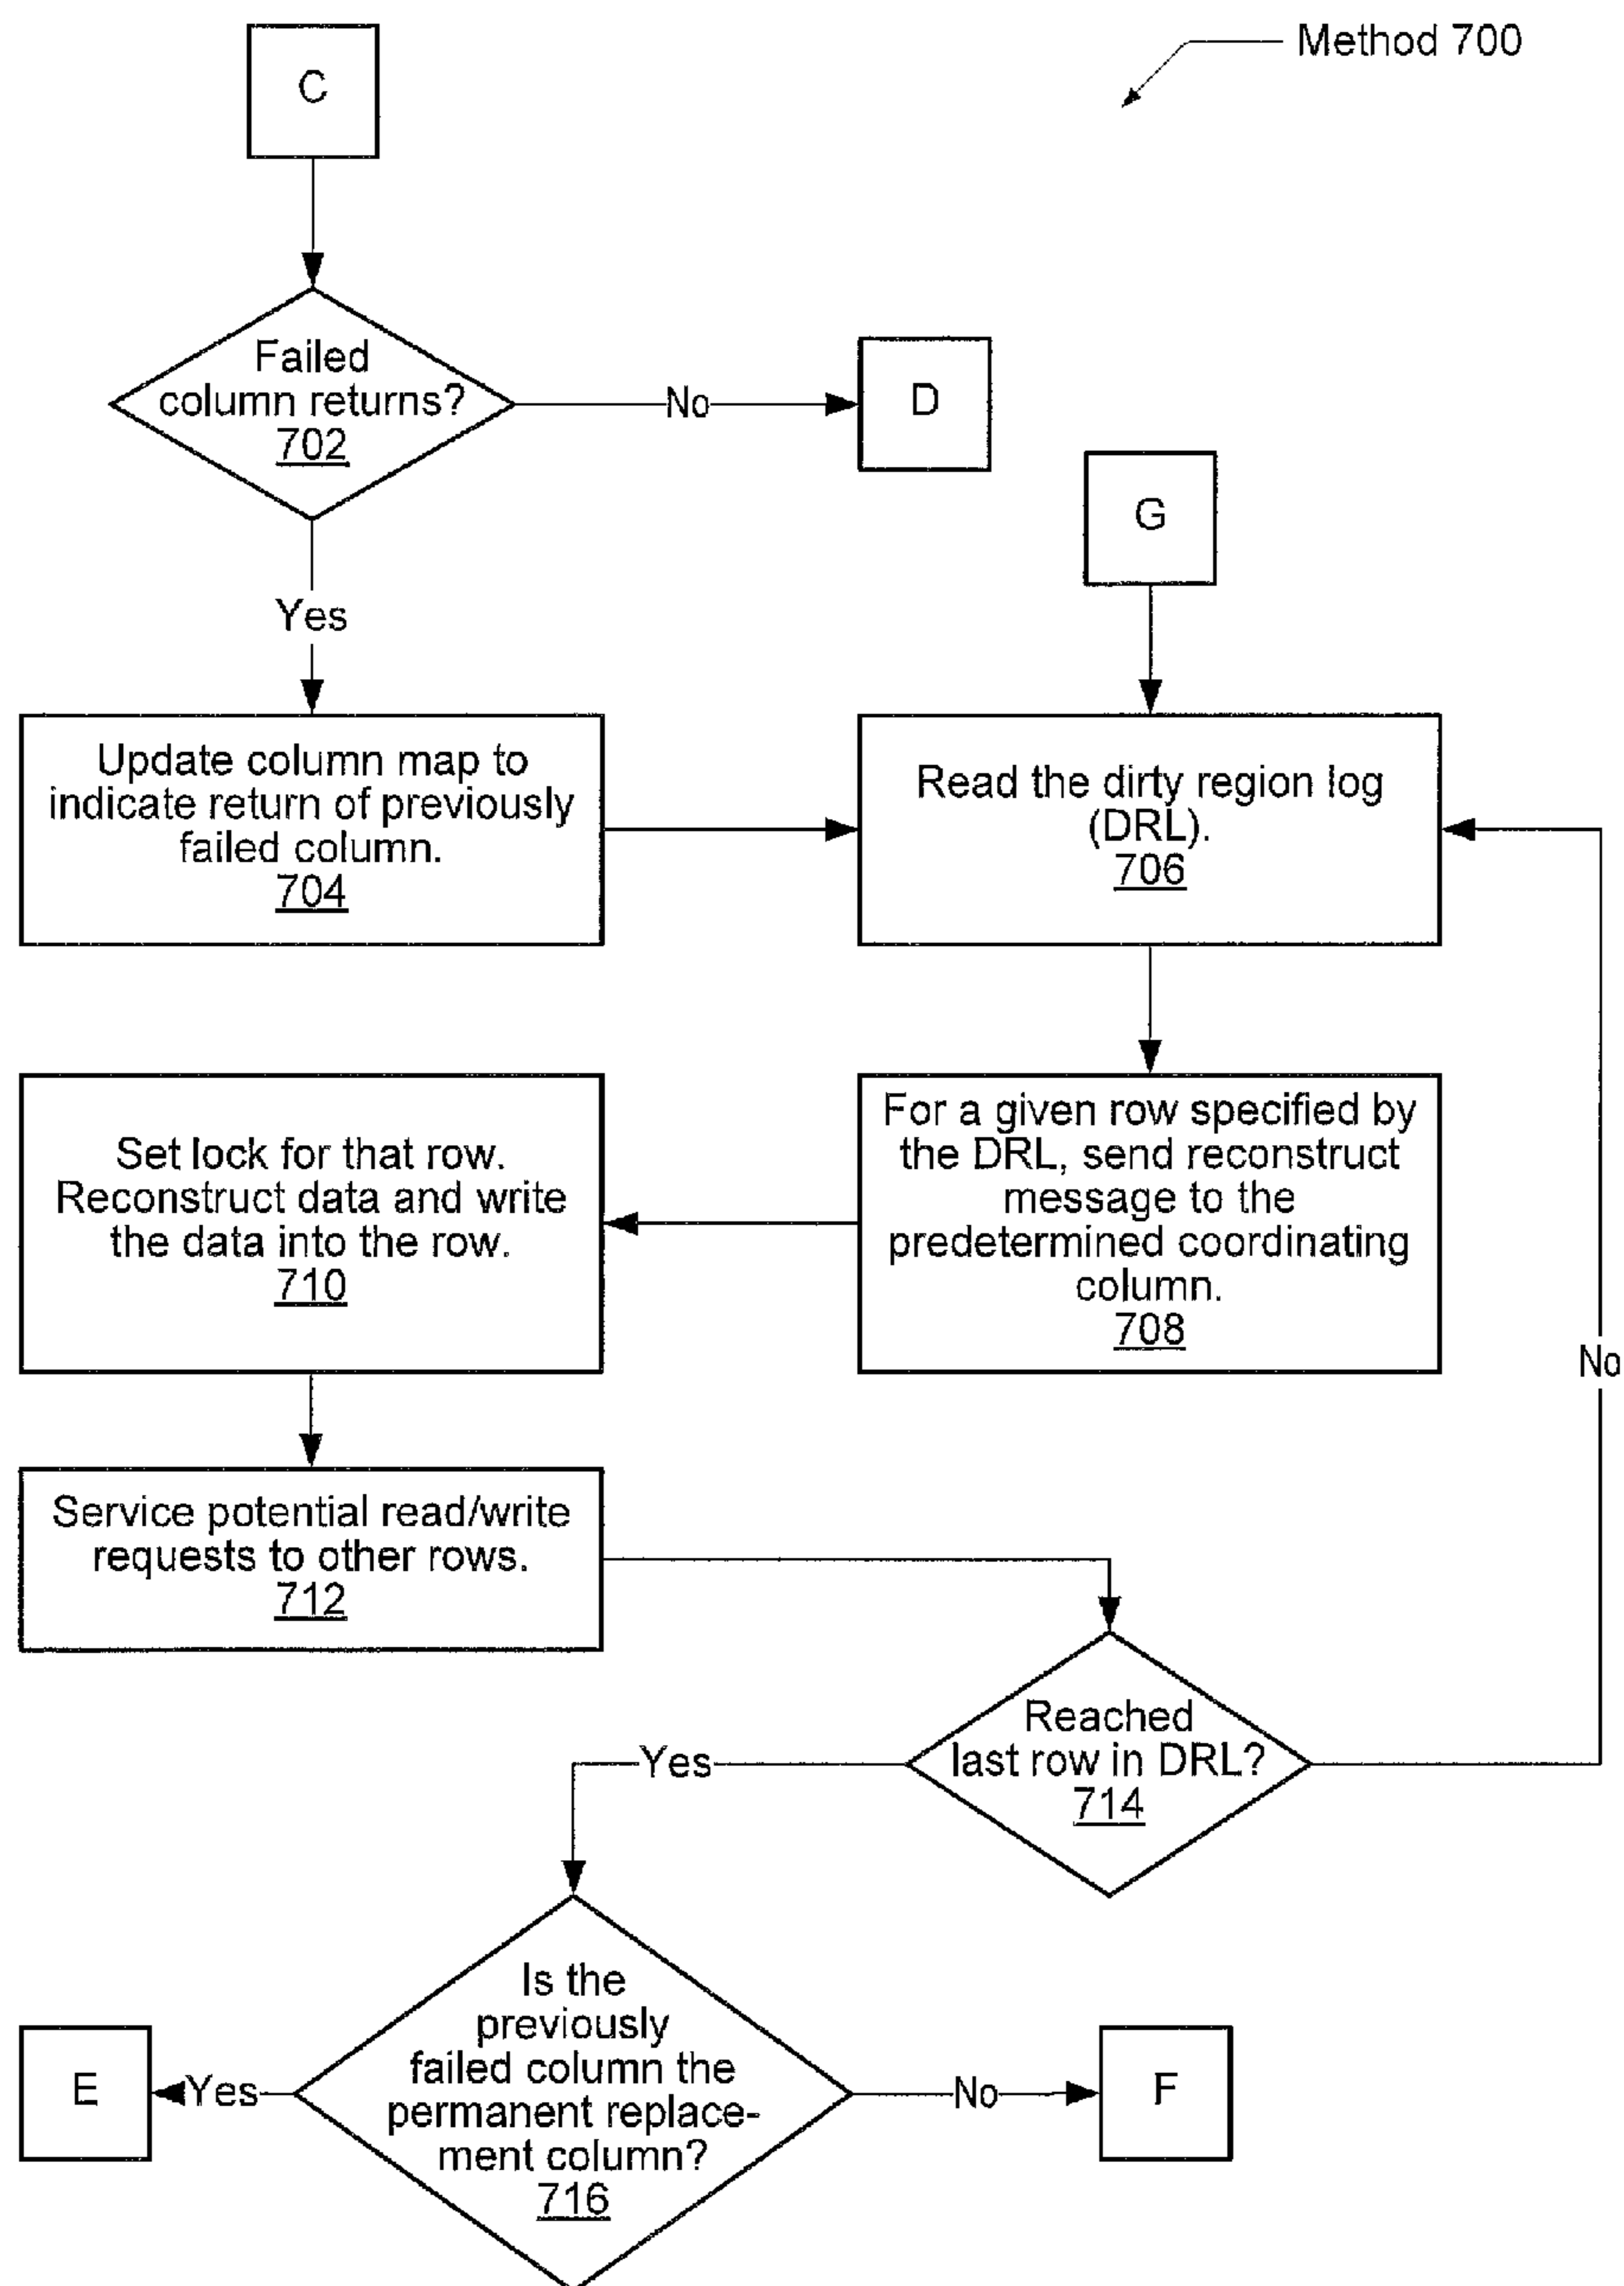 Method 700
C
Failed
column returns?
702
No
D
G
Yes
Update column map to
indicate return of previously
failed column.
704
Read the dirty region log
(DRL).
706
Set lock for that row.
Reconstruct data and write
the data into the row.
710
For a given row specified by
the DRL, send reconstruct
message to the
predetermined coordinating
column.
708
No
Service potential read/write
requests to other rows.
712
Reached
last row in DRL?
714
Yes
Is the
previously
failed column the
permanent replace-
ment column?
716
E
Yes
No
F